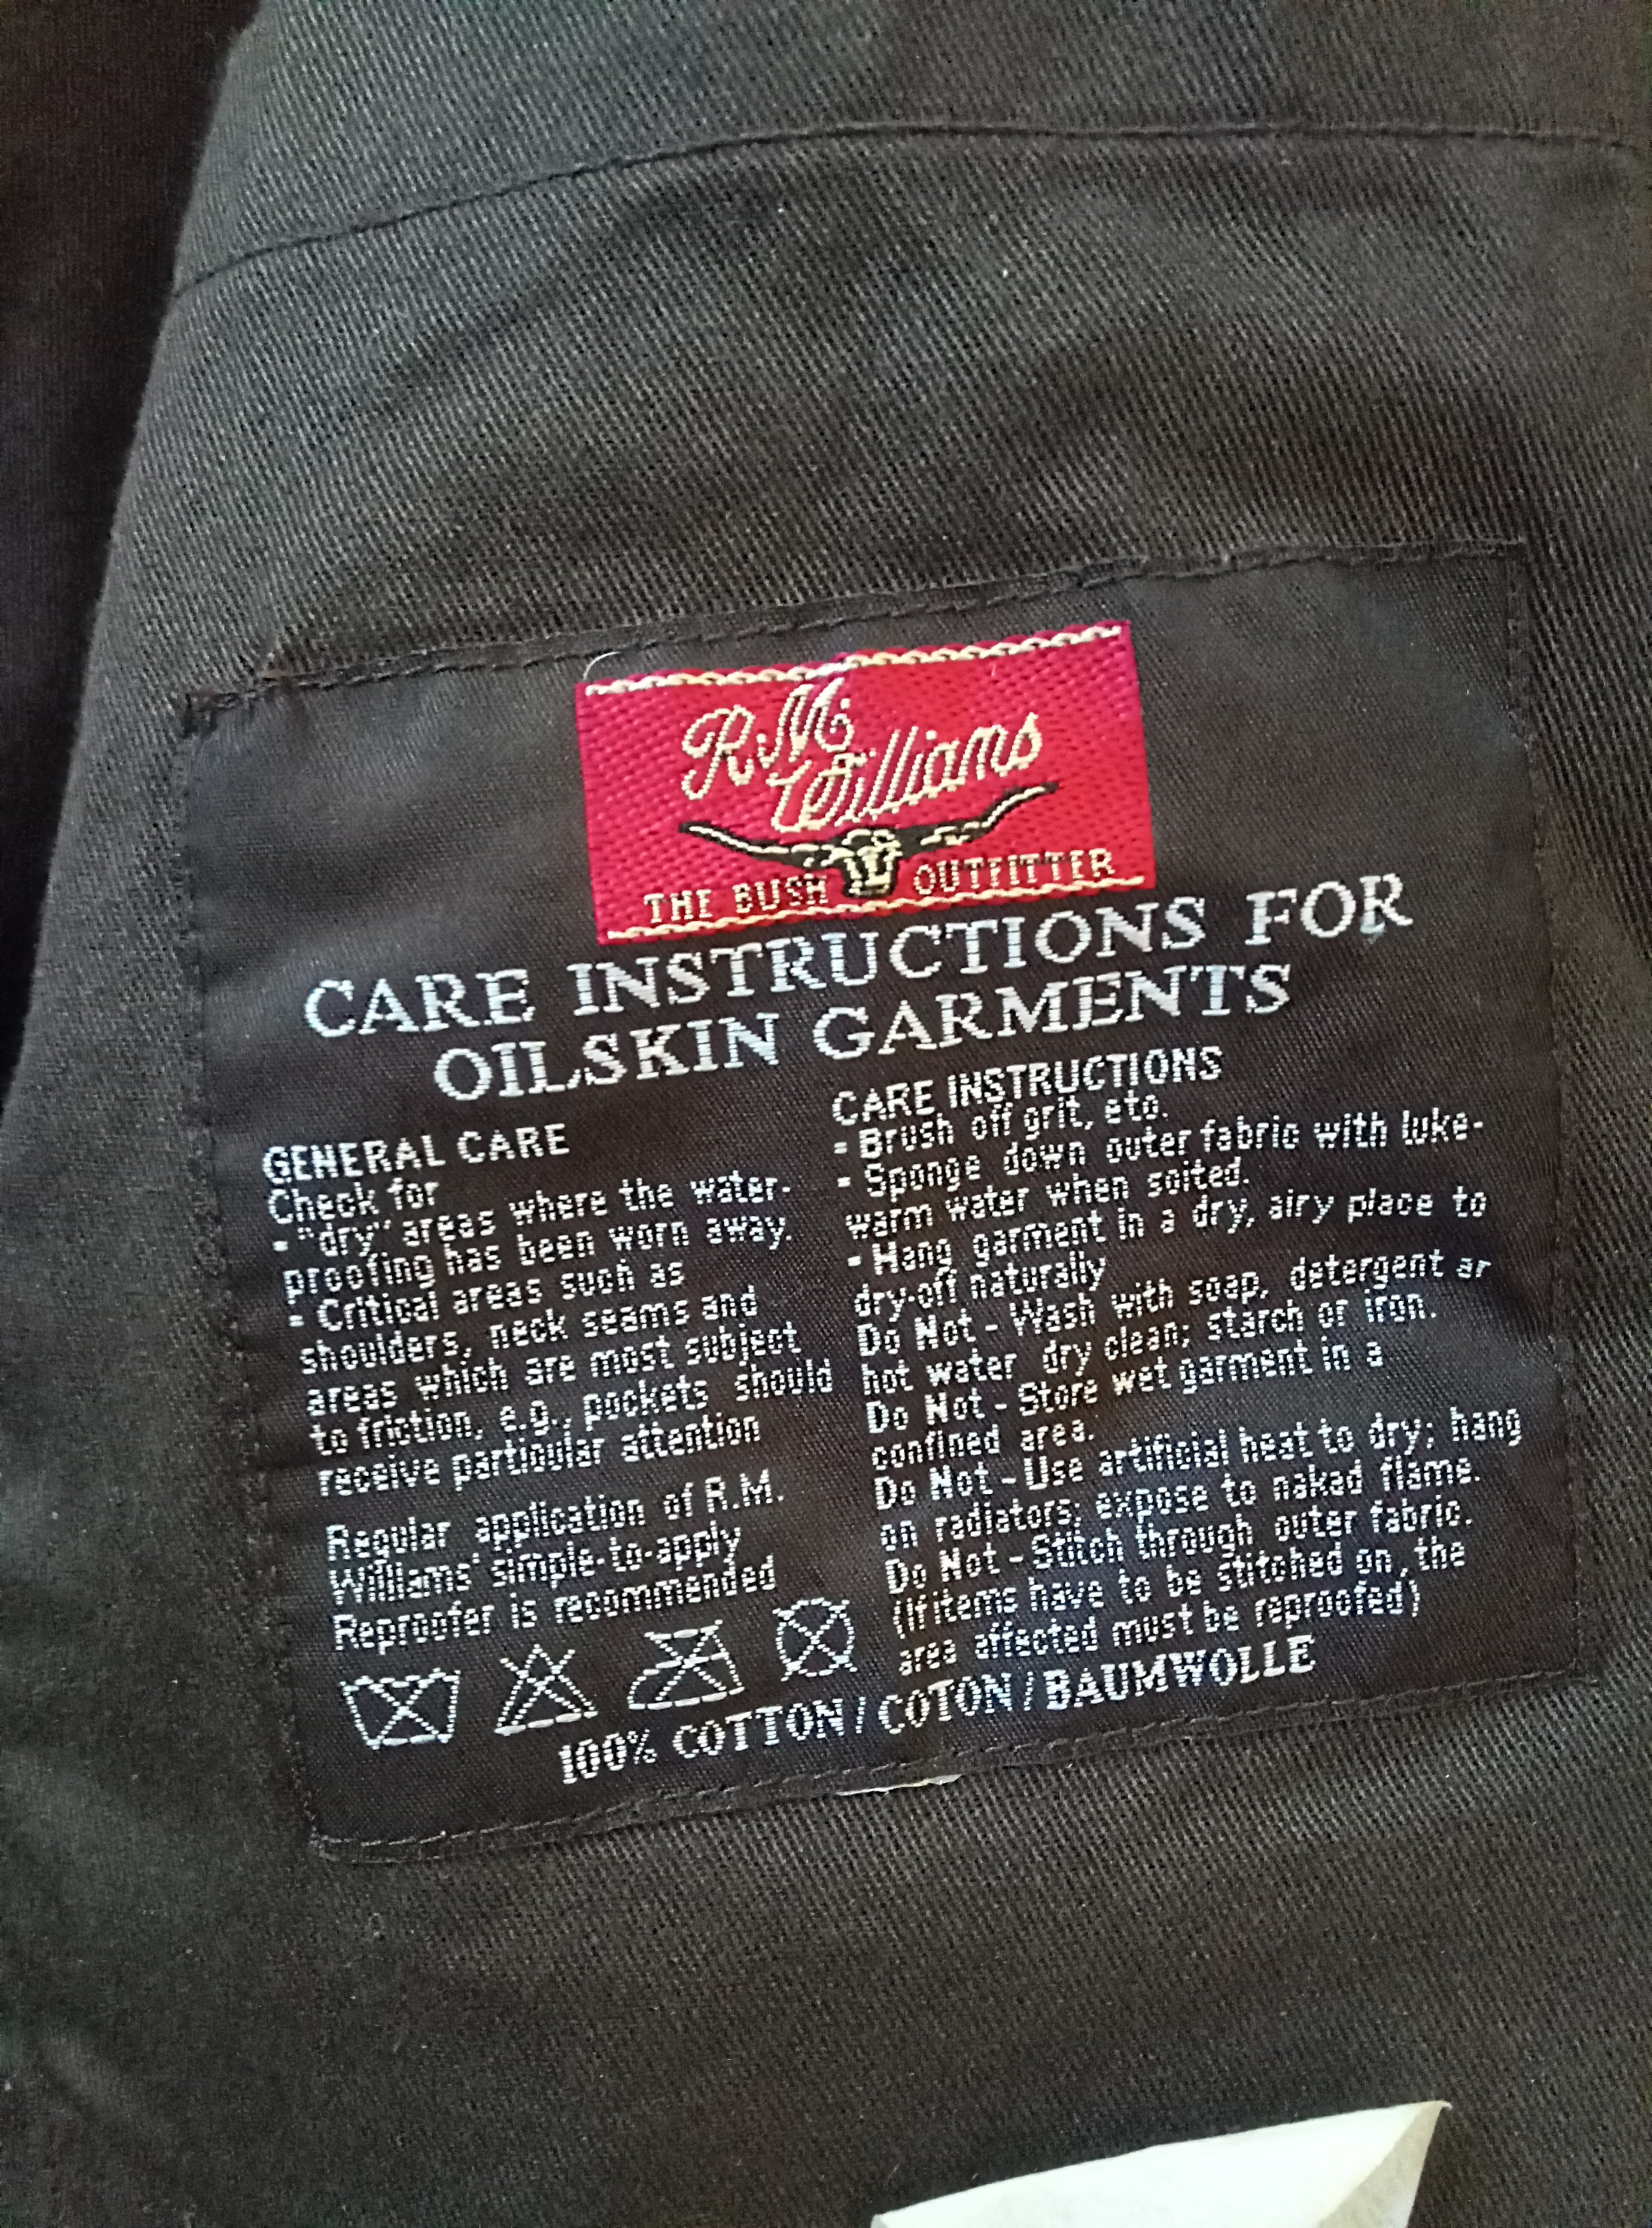 R.M.
Williams
THE BUSH OUTFITTER
CARE INSTRUCTIONS FOR
OILSKIN GARMENTS
GENERAL CARE
Check for
- "dry" areas where the water-
proofing has been worn away.
- Critical areas such as
shoulders, neck seams and
areas which are most subject
to friction, e.g., pockets should
receive particular attention
Regular application of R.M.
Williams' simple-to-apply
Reproofer is recommended
CARE INSTRUCTIONS
- Brush off grit, etc.
- Sponge down outer fabric with luke-
warm water when soiled.
- Hang garment in a dry, airy place to
dry-off naturally
Do Not - Wash with soap, detergent or
hot water, dry clean; starch or iron.
Do Not - Store wet garment in a
confined area.
Do Not - Use artificial heat to dry; hang
on radiators; expose to naked flame.
Do Not - Stitch through outer fabric.
(If items have to be stitched on, the
area affected must be reproofed)
100% COTTON / COTON / BAUMWOLLE